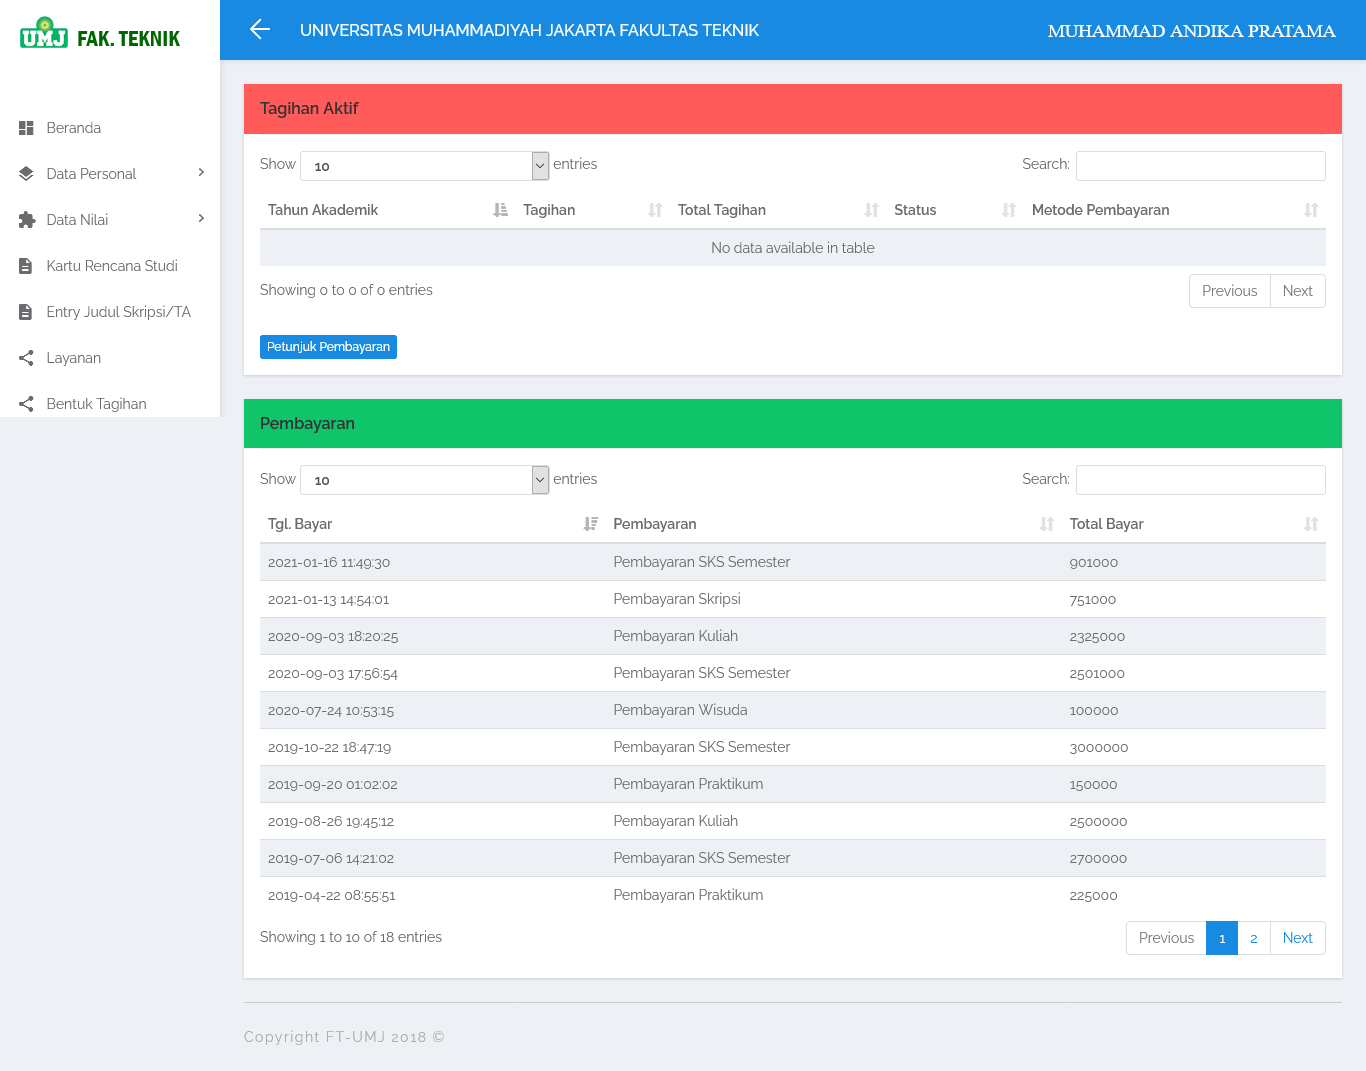 UMJ FAK. TEKNIK
UNIVERSITAS MUHAMMADIYAH JAKARTA FAKULTAS TEKNIK
MUHAMMAD ANDIKA PRATAMA
Beranda
Data Personal
Data Nilai
Kartu Rencana Studi
Entry Judul Skripsi/TA
Layanan
Bentuk Tagihan
Tagihan Aktif
Show 10 entries Search:
Tahun Akademik Tagihan Total Tagihan Status Metode Pembayaran
No data available in table
Showing 0 to 0 of 0 entries Previous Next
Petunjuk Pembayaran
Pembayaran
Show 10 entries Search:
Tgl. Bayar Pembayaran Total Bayar
2021-01-16 11:49:30 Pembayaran SKS Semester 901000
2021-01-13 14:54:01 Pembayaran Skripsi 751000
2020-09-03 18:20:25 Pembayaran Kuliah 2325000
2020-09-03 17:56:54 Pembayaran SKS Semester 2501000
2020-07-24 10:53:15 Pembayaran Wisuda 100000
2019-10-22 18:47:19 Pembayaran SKS Semester 3000000
2019-09-20 01:02:02 Pembayaran Praktikum 150000
2019-08-26 19:45:12 Pembayaran Kuliah 2500000
2019-07-06 14:21:02 Pembayaran SKS Semester 2700000
2019-04-22 08:55:51 Pembayaran Praktikum 225000
Showing 1 to 10 of 18 entries Previous 1 2 Next
Copyright FT-UMJ 2018 ©